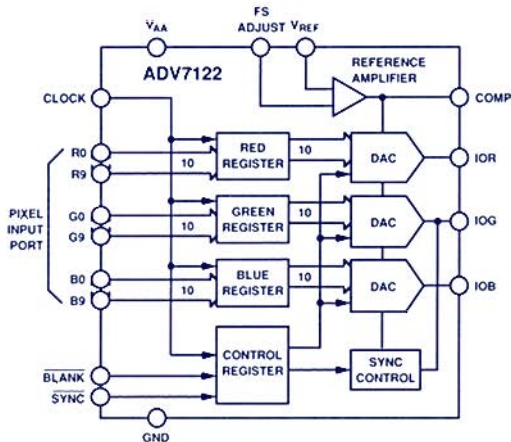 FS
ADJUST
VAA
VREF
ADV7122
REFERENCE
AMPLIFIER
CLOCK
COMP
R0
R9
10
RED
REGISTER
10
DAC
IOR
PIXEL
INPUT
PORT
G0
G9
10
GREEN
REGISTER
10
DAC
IOG
B0
B9
10
BLUE
REGISTER
10
DAC
IOB
CONTROL
REGISTER
SYNC
CONTROL
BLANK
SYNC
GND